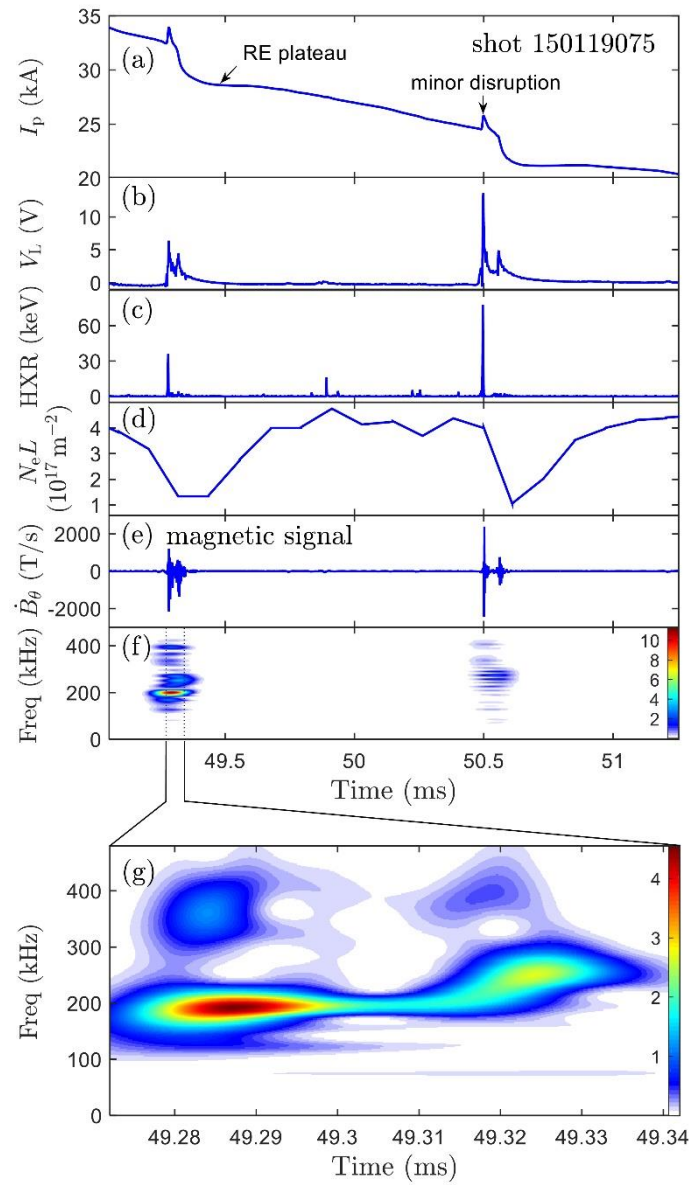 35
(a)
RE plateau
shot 150119075
minor disruption
30
25
20
I_p (kA)
(b)
10
5
0
V_L (V)
(c)
60
30
0
HXR (keV)
(d)
4
3
2
1
N_eL
(10^17 m^−2)
(e) magnetic signal
2000
0
-2000
Ḃ_θ (T/s)
(f)
400
200
0
Freq (kHz)
10
8
6
4
2
49.5 50 50.5 51
Time (ms)
(g)
400
300
200
100
0
Freq (kHz)
4
3
2
1
49.28 49.29 49.3 49.31 49.32 49.33 49.34
Time (ms)